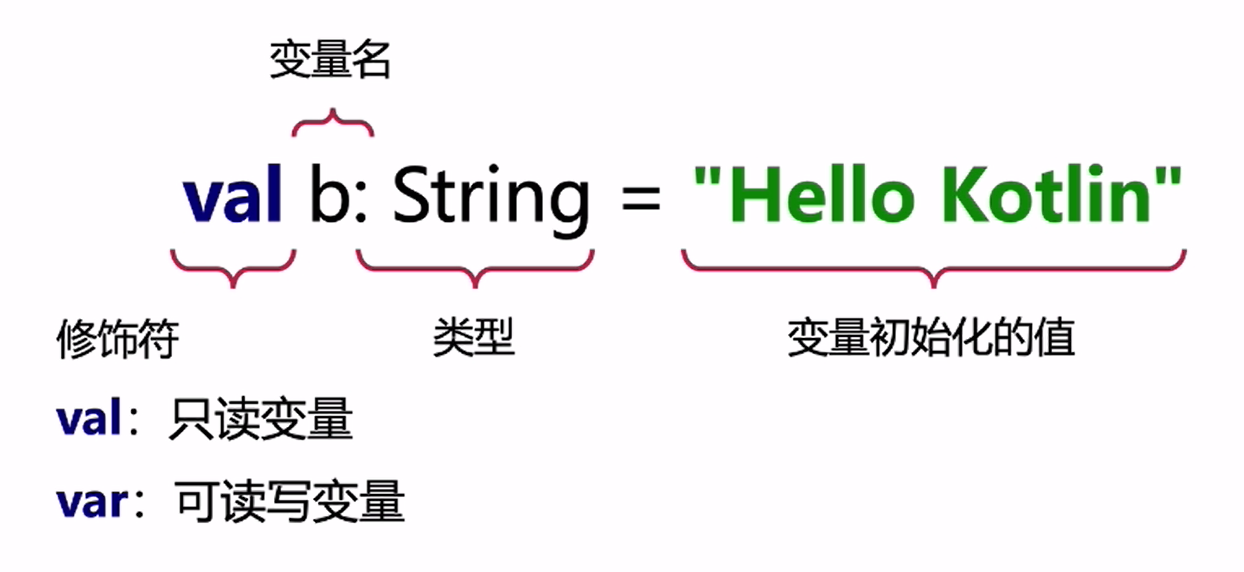 变量名
val b: String = "Hello Kotlin"
修饰符 类型 变量初始化的值
val：只读变量
var：可读写变量